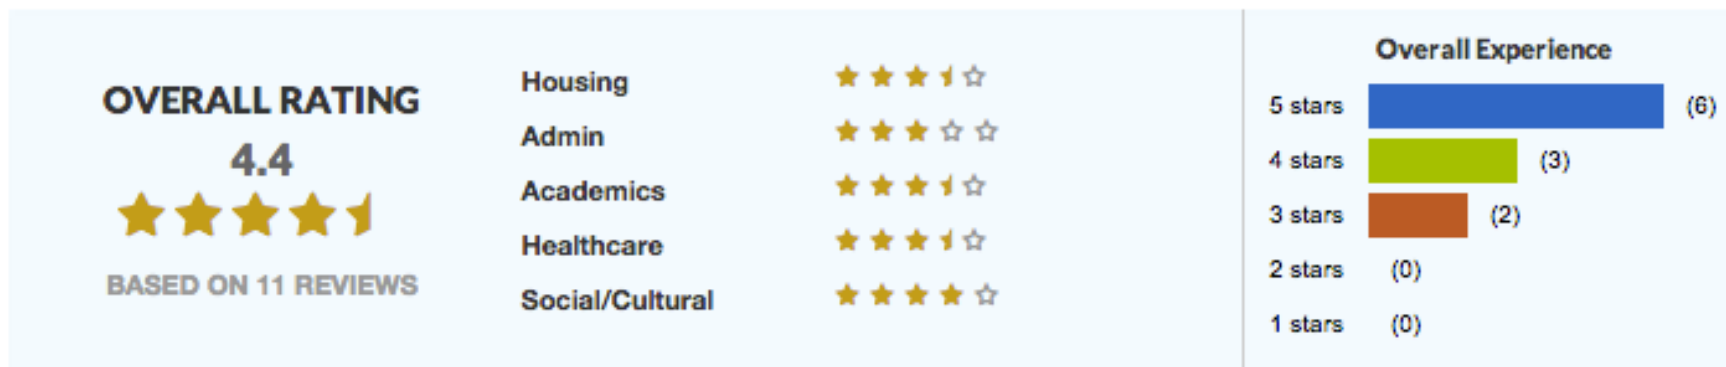 OVERALL RATING
4.4
BASED ON 11 REVIEWS
Housing
Admin
Academics
Healthcare
Social/Cultural
Overall Experience
5 stars (6)
4 stars (3)
3 stars (2)
2 stars (0)
1 stars (0)